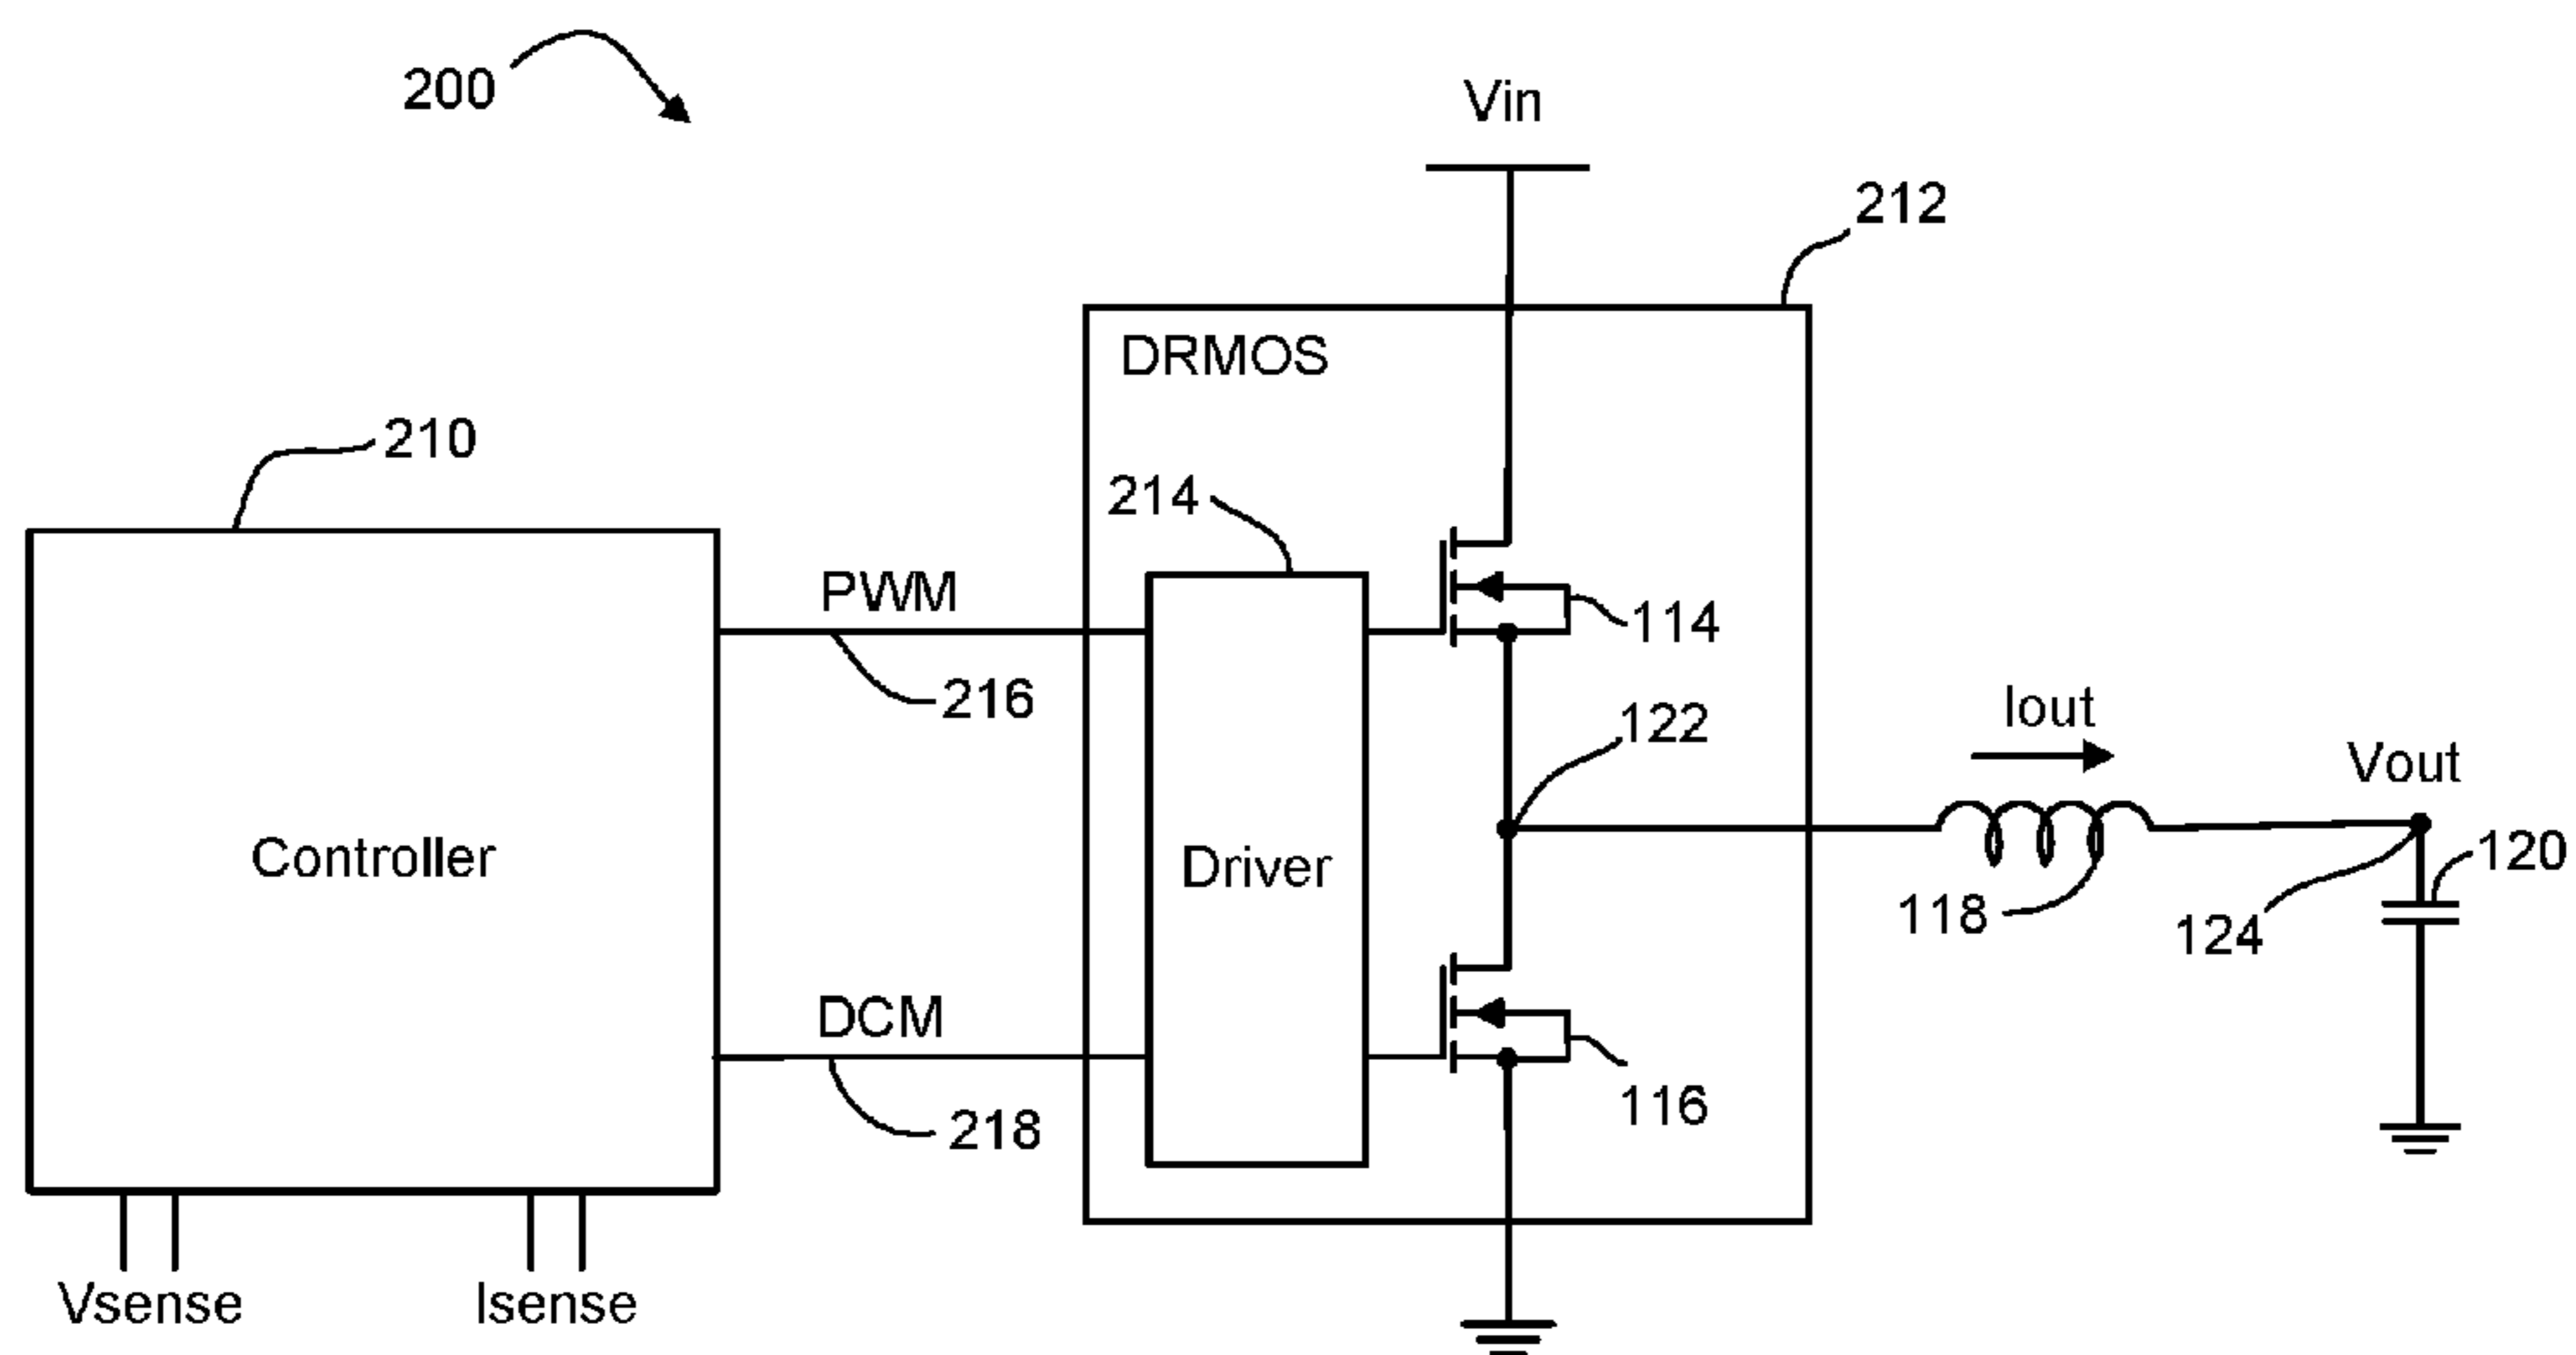 200
Vin
212
DRMOS
210
214
PWM
114
216
122
Iout
Vout
Controller
Driver
120
118
124
DCM
116
218
Vsense
Isense